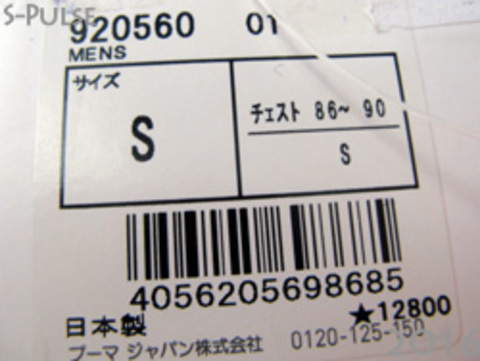 S-PULSE
920560 01
MENS
サイズ
S
チェスト 86~ 90
S
4056205698685
日本製 ★12800
プーマ ジャパン株式会社 0120-125-150